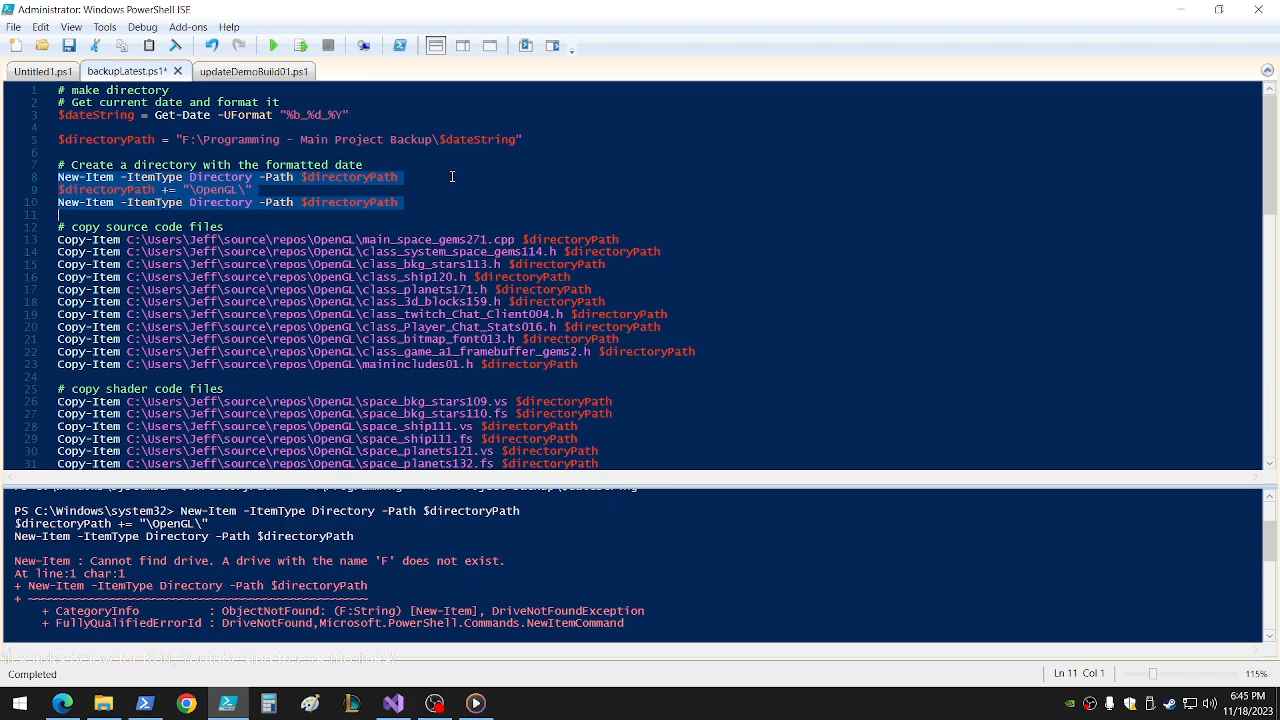 Administrator: Windows PowerShell ISE
File Edit View Tools Debug Add-ons Help
Untitled1.ps1 backupLatest.ps1* updateDemoBuild01.ps1
1 # make directory
2 # Get current date and format it
3 $dateString = Get-Date -UFormat "%b_%d_%Y"
4
5 $directoryPath = "F:\Programming - Main Project Backup\$dateString"
6
7 # Create a directory with the formatted date
8 New-Item -ItemType Directory -Path $directoryPath
9 $directoryPath += "\OpenGL\"
10 New-Item -ItemType Directory -Path $directoryPath
11
12 # copy source code files
13 Copy-Item C:\Users\Jeff\source\repos\OpenGL\main_space_gems271.cpp $directoryPath
14 Copy-Item C:\Users\Jeff\source\repos\OpenGL\class_system_space_gems114.h $directoryPath
15 Copy-Item C:\Users\Jeff\source\repos\OpenGL\class_bkg_stars113.h $directoryPath
16 Copy-Item C:\Users\Jeff\source\repos\OpenGL\class_ship120.h $directoryPath
17 Copy-Item C:\Users\Jeff\source\repos\OpenGL\class_planets171.h $directoryPath
18 Copy-Item C:\Users\Jeff\source\repos\OpenGL\class_3d_blocks159.h $directoryPath
19 Copy-Item C:\Users\Jeff\source\repos\OpenGL\class_twitch_Chat_Client004.h $directoryPath
20 Copy-Item C:\Users\Jeff\source\repos\OpenGL\class_Player_Chat_Stats016.h $directoryPath
21 Copy-Item C:\Users\Jeff\source\repos\OpenGL\class_bitmap_font013.h $directoryPath
22 Copy-Item C:\Users\Jeff\source\repos\OpenGL\class_game_a1_framebuffer_gems2.h $directoryPath
23 Copy-Item C:\Users\Jeff\source\repos\OpenGL\mainincludes01.h $directoryPath
24
25 # copy shader code files
26 Copy-Item C:\Users\Jeff\source\repos\OpenGL\space_bkg_stars109.vs $directoryPath
27 Copy-Item C:\Users\Jeff\source\repos\OpenGL\space_bkg_stars110.fs $directoryPath
28 Copy-Item C:\Users\Jeff\source\repos\OpenGL\space_ship111.vs $directoryPath
29 Copy-Item C:\Users\Jeff\source\repos\OpenGL\space_ship111.fs $directoryPath
30 Copy-Item C:\Users\Jeff\source\repos\OpenGL\space_planets121.vs $directoryPath
31 Copy-Item C:\Users\Jeff\source\repos\OpenGL\space_planets132.fs $directoryPath
PS C:\Windows\system32> New-Item -ItemType Directory -Path $directoryPath
$directoryPath += "\OpenGL\"
New-Item -ItemType Directory -Path $directoryPath
New-Item : Cannot find drive. A drive with the name 'F' does not exist.
At line:1 char:1
+ New-Item -ItemType Directory -Path $directoryPath
+ ~~~~~~~~~~~~~~~~~~~~~~~~~~~~~~~~~~~~~~~~~~~~~~~~~
+ CategoryInfo : ObjectNotFound: (F:String) [New-Item], DriveNotFoundException
+ FullyQualifiedErrorId : DriveNotFound,Microsoft.PowerShell.Commands.NewItemCommand
Completed Ln 11 Col 1 115%
6:45 PM
11/18/2023